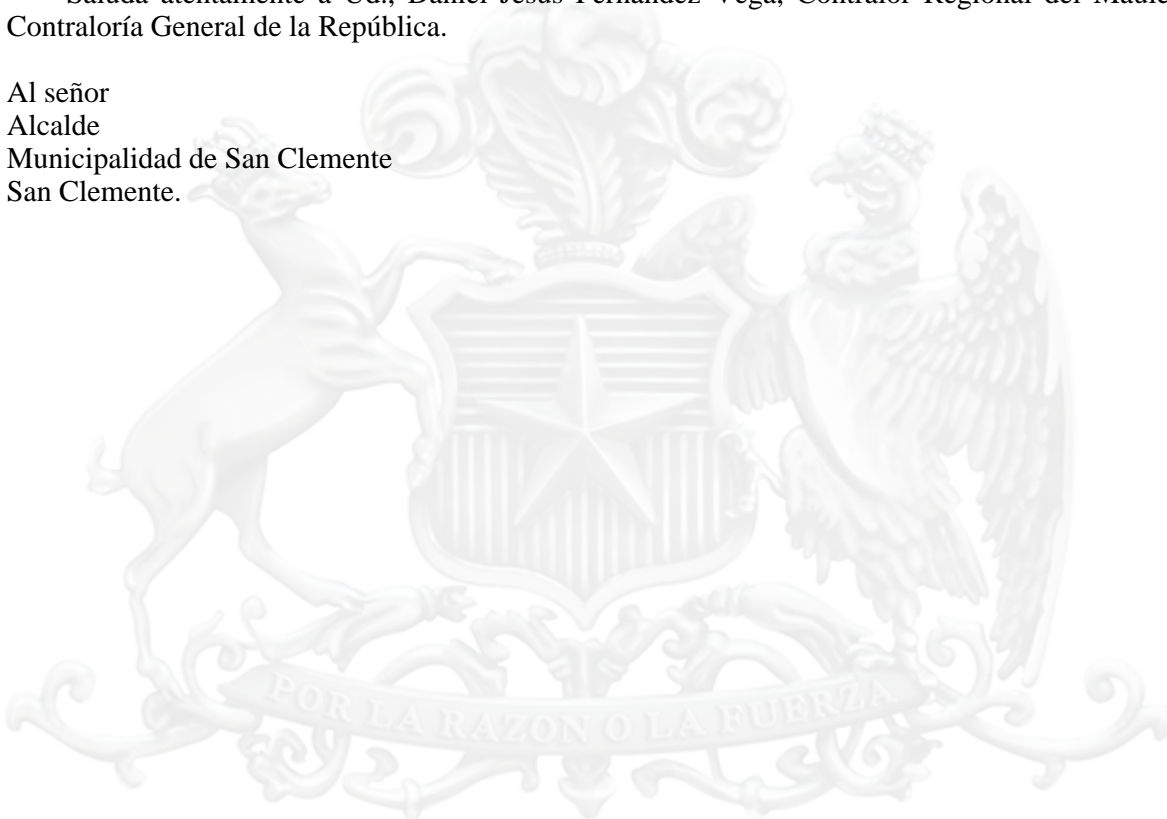 Saluda atentamente a Ud., Daniel Jesús Fernández Vega, Contralor Regional del Maule
Contraloría General de la República.
Al señor
Alcalde
Municipalidad de San Clemente
San Clemente.
POR LA RAZON O LA FUERZA